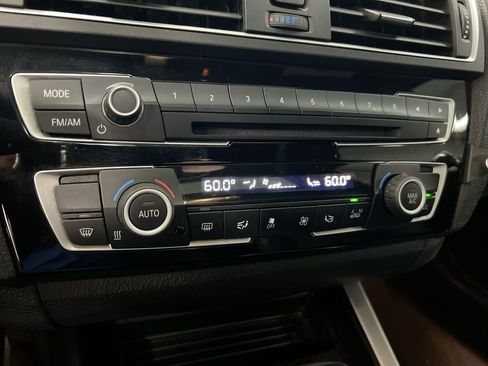 MODE
1 2 3 4 5 6 7 8
FM/AM
60.0° 60.0°
AUTO
OFF
MAX
A/C